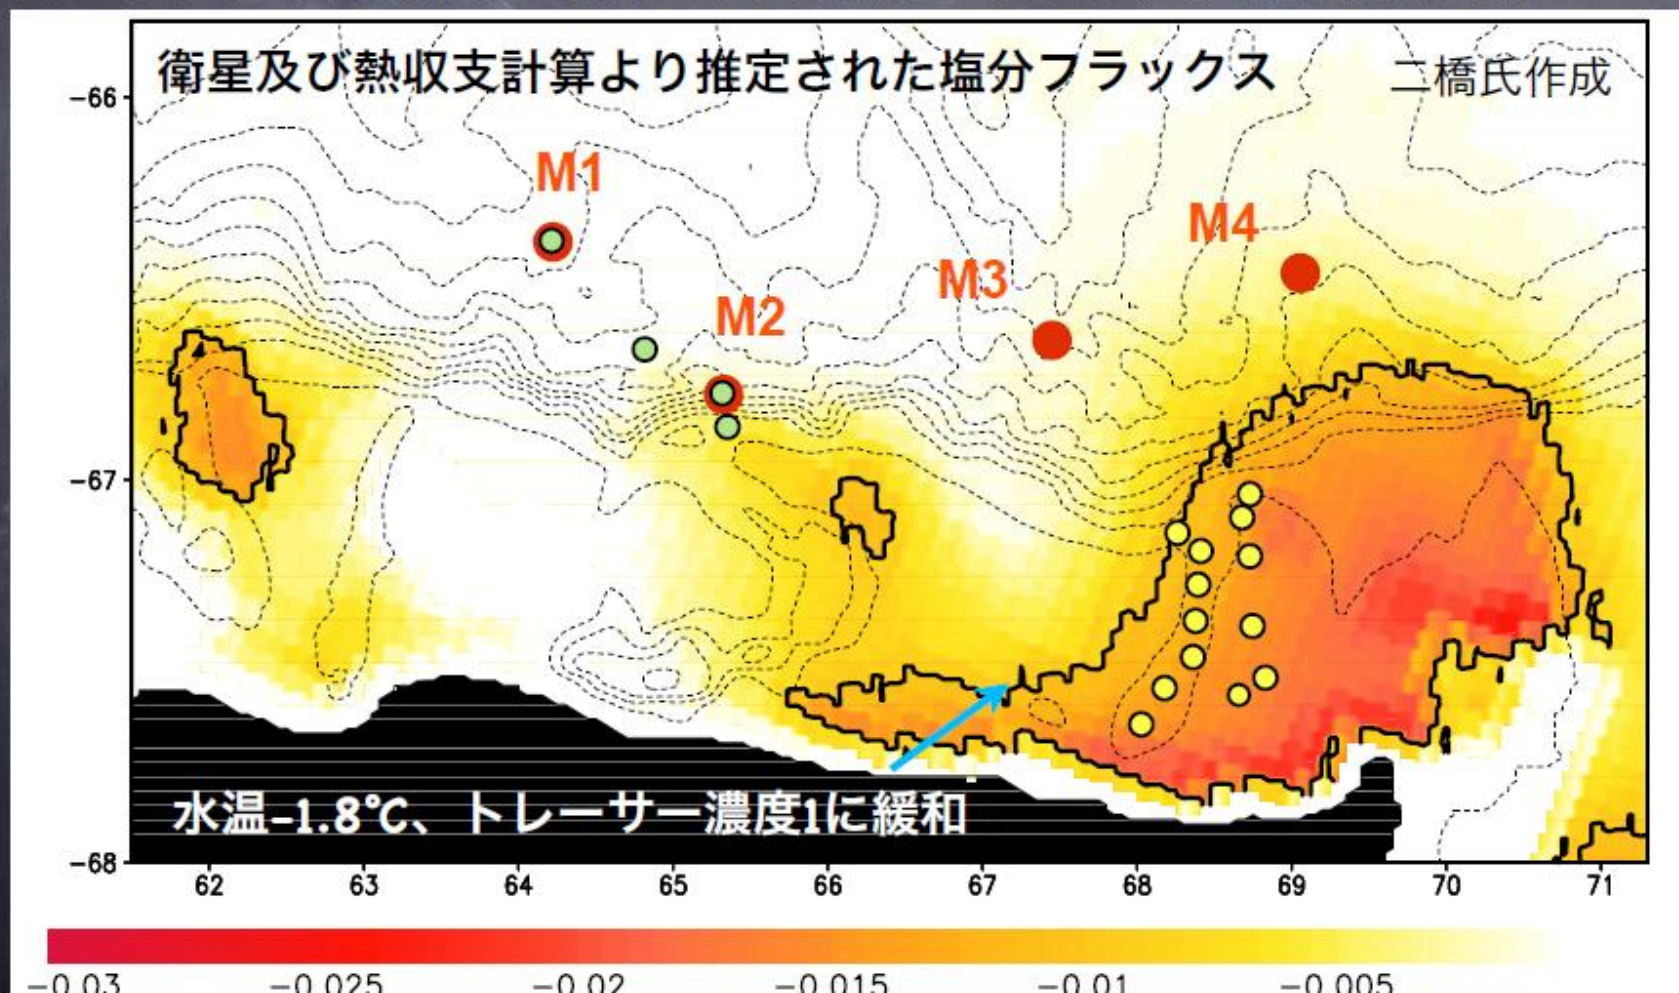 衛星及び熱収支計算より推定された塩分フラックス
二橋氏作成
-66
M1
M4
M3
M2
-67
水温-1.8℃、トレーサー濃度1に緩和
-68
62 63 64 65 66 67 68 69 70 71
-0.03 -0.025 -0.02 -0.015 -0.01 -0.005